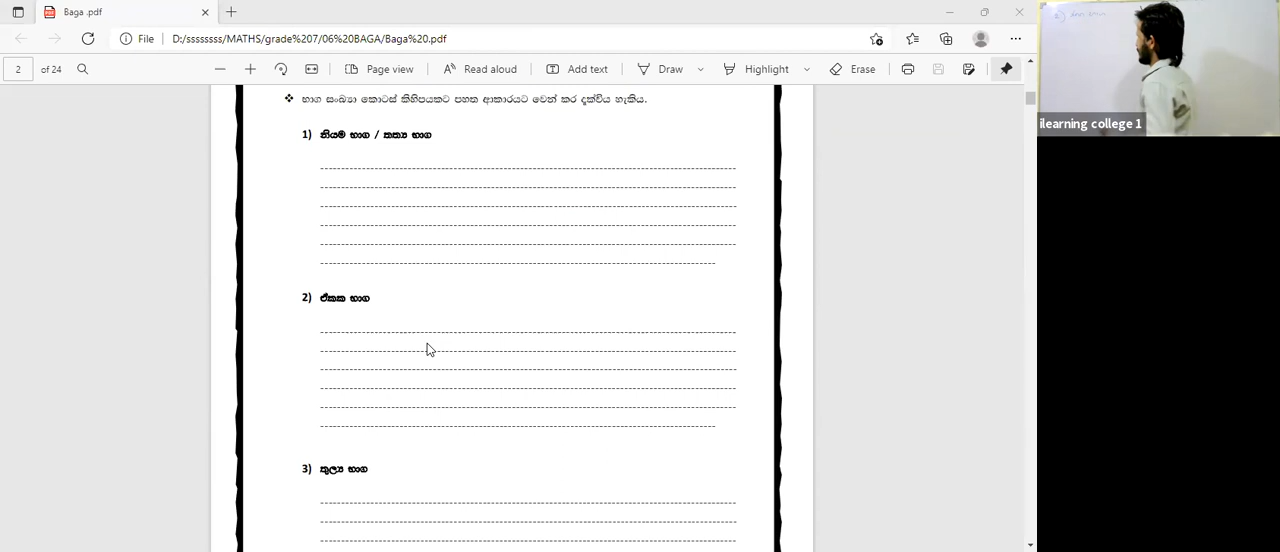 Baga .pdf
File
D:/ssssssss/MATHS/grade%207/06%20BAGA/Baga%20.pdf
2 of 24
Page view
Read aloud
Add text
Draw
Highlight
Erase
❖ භාග සංඛ්‍යා කොටස් කිහිපයකට පහත ආකාරයට වෙන් කර දැක්විය හැකිය.
1) නියම භාග / තත්‍ය භාග
2) ඒකක භාග
3) තුල්‍ය භාග
ilearning college 1